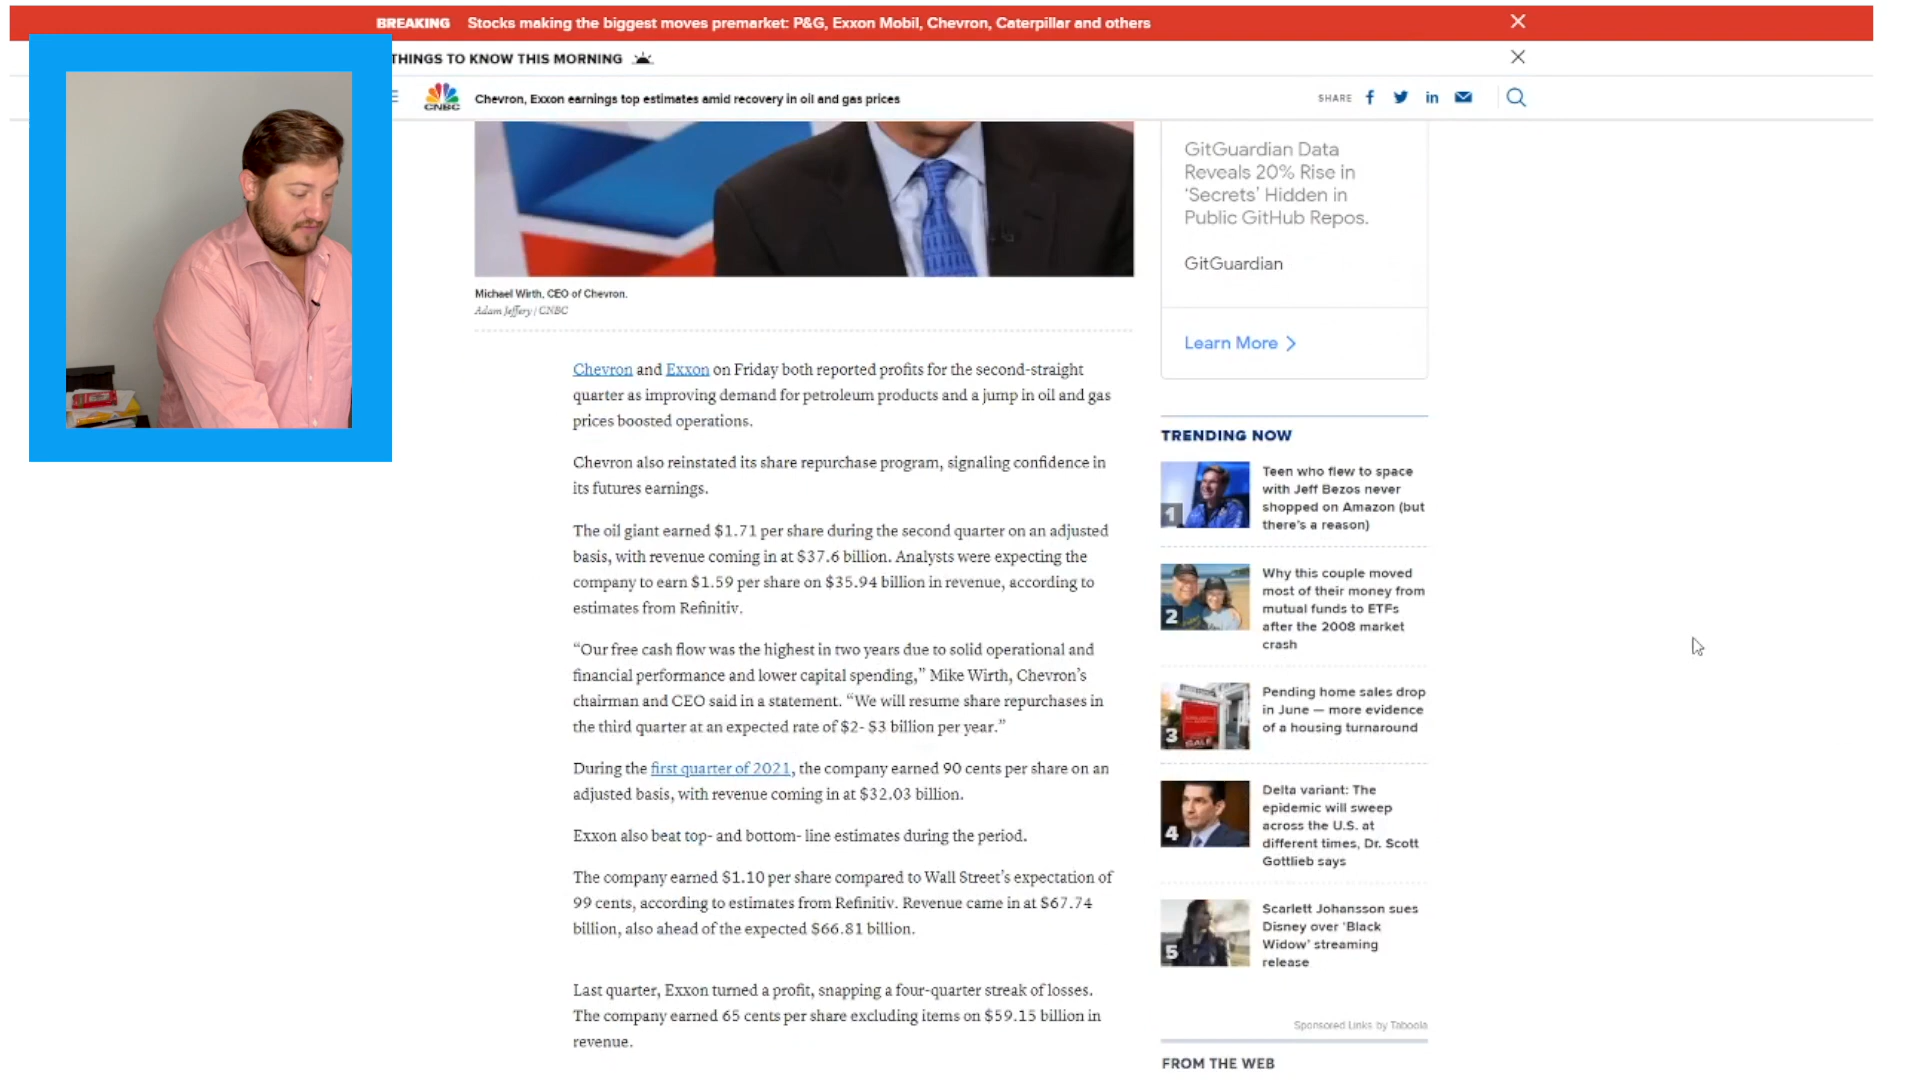 BREAKING Stocks making the biggest moves premarket: P&G, Exxon Mobil, Chevron, Caterpillar and others
THINGS TO KNOW THIS MORNING
CNBC
Chevron, Exxon earnings top estimates amid recovery in oil and gas prices
SHARE
Michael Wirth, CEO of Chevron.
Adam Jeffery | CNBC
Chevron and Exxon on Friday both reported profits for the second-straight
quarter as improving demand for petroleum products and a jump in oil and gas
prices boosted operations.
Chevron also reinstated its share repurchase program, signaling confidence in
its futures earnings.
The oil giant earned $1.71 per share during the second quarter on an adjusted
basis, with revenue coming in at $37.6 billion. Analysts were expecting the
company to earn $1.59 per share on $35.94 billion in revenue, according to
estimates from Refinitiv.
“Our free cash flow was the highest in two years due to solid operational and
financial performance and lower capital spending,” Mike Wirth, Chevron’s
chairman and CEO said in a statement. “We will resume share repurchases in
the third quarter at an expected rate of $2- $3 billion per year.”
During the first quarter of 2021, the company earned 90 cents per share on an
adjusted basis, with revenue coming in at $32.03 billion.
Exxon also beat top- and bottom- line estimates during the period.
The company earned $1.10 per share compared to Wall Street’s expectation of
99 cents, according to estimates from Refinitiv. Revenue came in at $67.74
billion, also ahead of the expected $66.81 billion.
Last quarter, Exxon turned a profit, snapping a four-quarter streak of losses.
The company earned 65 cents per share excluding items on $59.15 billion in
revenue.
GitGuardian Data
Reveals 20% Rise in
‘Secrets’ Hidden in
Public GitHub Repos.
GitGuardian
Learn More
TRENDING NOW
1
Teen who flew to space
with Jeff Bezos never
shopped on Amazon (but
there’s a reason)
2
Why this couple moved
most of their money from
mutual funds to ETFs
after the 2008 market
crash
3
Pending home sales drop
in June — more evidence
of a housing turnaround
4
Delta variant: The
epidemic will sweep
across the U.S. at
different times, Dr. Scott
Gottlieb says
5
Scarlett Johansson sues
Disney over ‘Black
Widow’ streaming
release
Sponsored Links by Taboola
FROM THE WEB